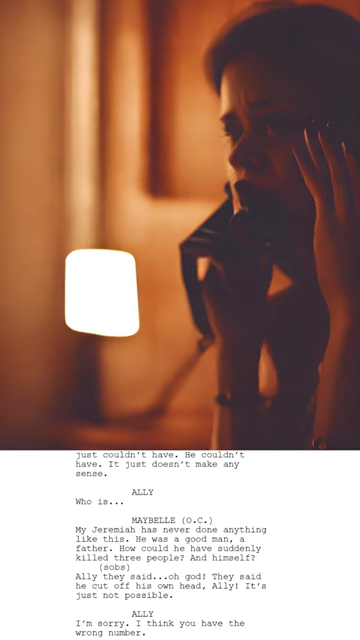 just couldn't have. He couldn't
have. It just doesn't make any
sense.
ALLY
Who is...
MAYBELLE (O.C.)
My Jeremiah has never done anything
like this. He was a good man, a
father. How could he have suddenly
killed three people? And himself?
(sobs)
Ally they said...oh god! They said
he cut off his own head, Ally! It's
just not possible.
ALLY
I'm sorry. I think you have the
wrong number.